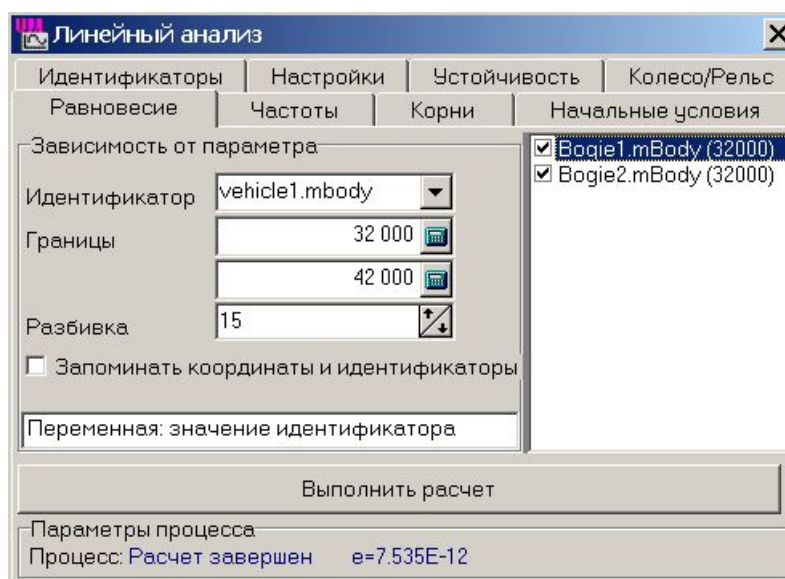 Линейный анализ
Идентификаторы Настройки Устойчивость Колесо/Рельс
Равновесие Частоты Корни Начальные условия
Зависимость от параметра
Идентификатор vehicle1.mbody
Границы 32 000
42 000
Разбивка 15
Запоминать координаты и идентификаторы
Переменная: значение идентификатора
Bogie1.mBody (32000)
Bogie2.mBody (32000)
Выполнить расчет
Параметры процесса
Процесс: Расчет завершен e=7.535E-12